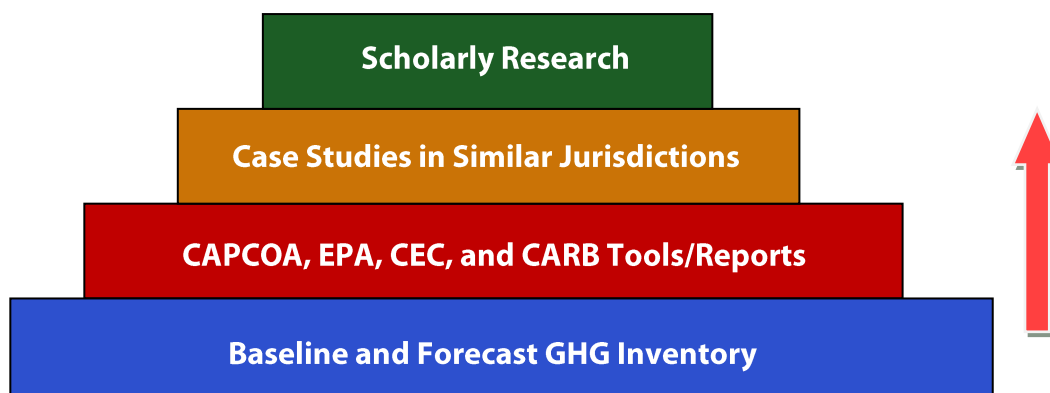 Scholarly Research
Case Studies in Similar Jurisdictions
CAPCOA, EPA, CEC, and CARB Tools/Reports
Baseline and Forecast GHG Inventory